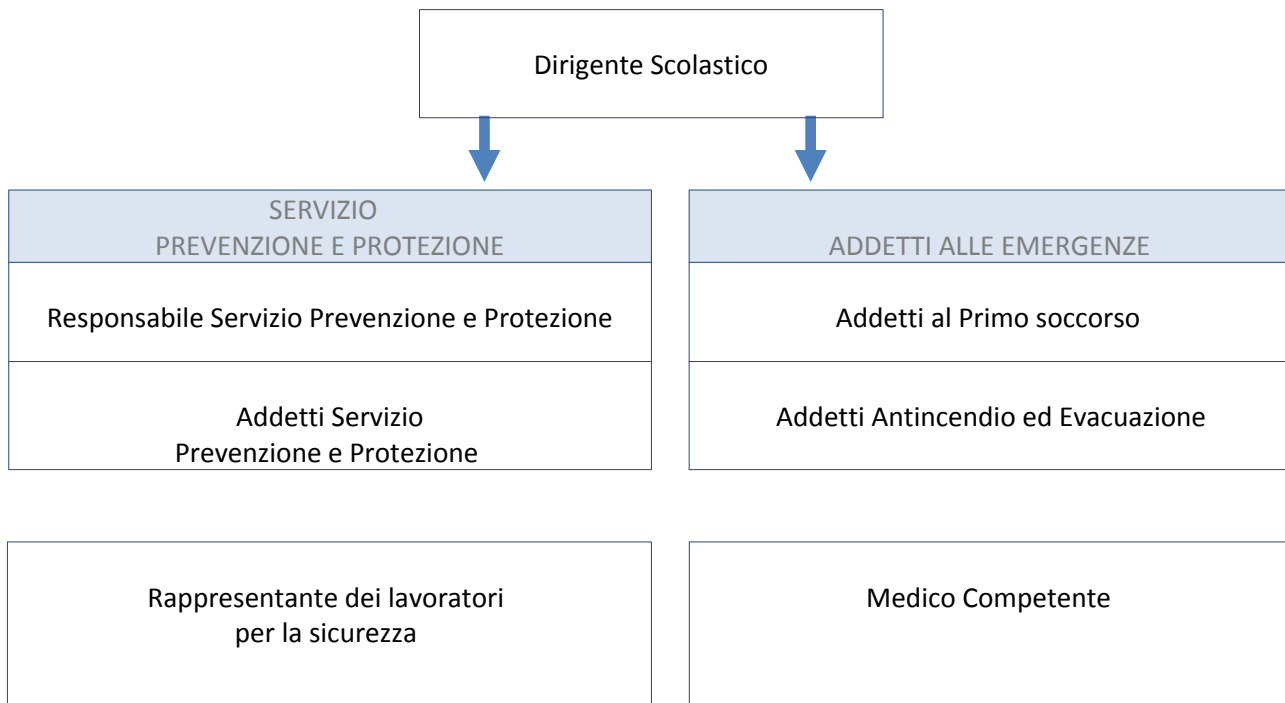 Dirigente Scolastico
SERVIZIO
PREVENZIONE E PROTEZIONE
Responsabile Servizio Prevenzione e Protezione
Addetti Servizio
Prevenzione e Protezione
ADDETTI ALLE EMERGENZE
Addetti al Primo soccorso
Addetti Antincendio ed Evacuazione
Rappresentante dei lavoratori
per la sicurezza
Medico Competente